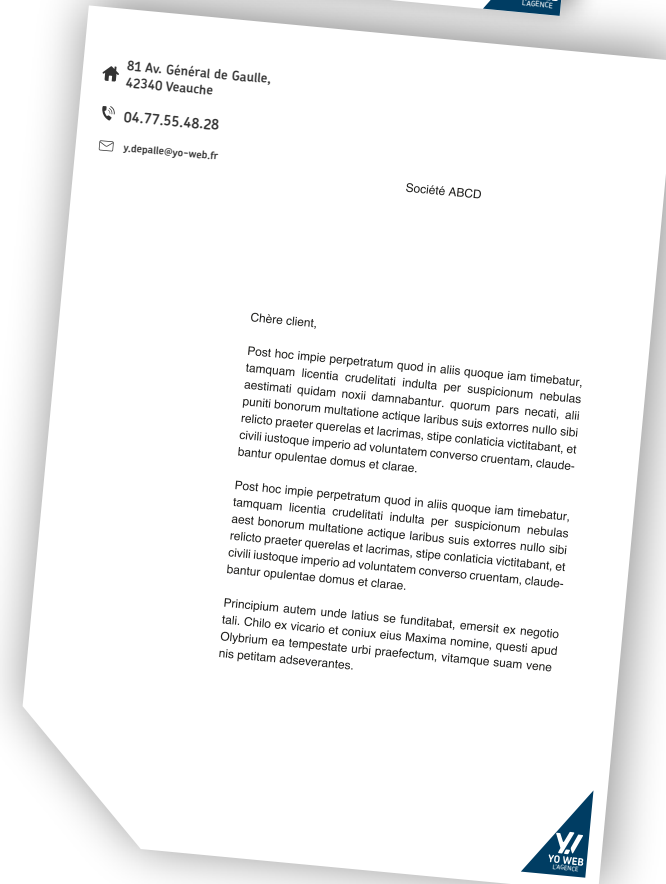 L'AGENCE
81 Av. Général de Gaulle,
42340 Veauche
04.77.55.48.28
y.depalle@yo-web.fr
Société ABCD
Chère client,
Post hoc impie perpetratum quod in aliis quoque iam timebatur,
tamquam licentia crudelitati indulta per suspicionum nebulas
aestimati quidam noxii damnabantur. quorum pars necati, alii
puniti bonorum multatione actique laribus suis extorres nullo sibi
relicto praeter querelas et lacrimas, stipe conlaticia victitabant, et
civili iustoque imperio ad voluntatem converso cruentam, claude-
bantur opulentae domus et clarae.
Post hoc impie perpetratum quod in aliis quoque iam timebatur,
tamquam licentia crudelitati indulta per suspicionum nebulas
aest bonorum multatione actique laribus suis extorres nullo sibi
relicto praeter querelas et lacrimas, stipe conlaticia victitabant, et
civili iustoque imperio ad voluntatem converso cruentam, claude-
bantur opulentae domus et clarae.
Principium autem unde latius se funditabat, emersit ex negotio
tali. Chilo ex vicario et coniux eius Maxima nomine, questi apud
Olybrium ea tempestate urbi praefectum, vitamque suam vene
nis petitam adseverantes.
YO WEB
L'AGENCE